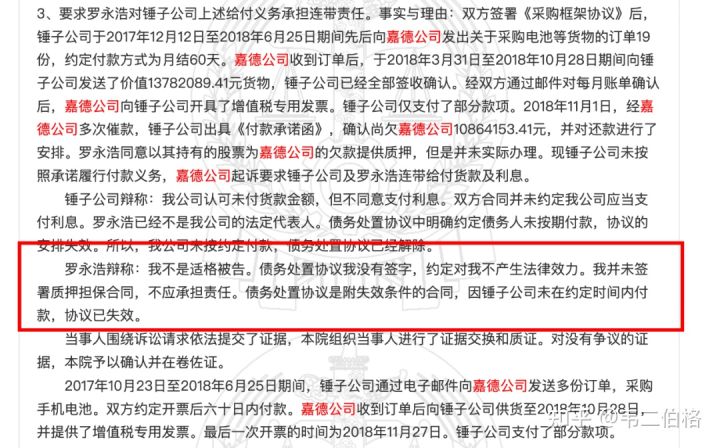 3、要求罗永浩对锤子公司上述给付义务承担连带责任。事实与理由：双方签署《采购框架协议》后，
锤子公司于2017年12月12日至2018年6月25日期间先后向嘉德公司发出关于采购电池等货物的订单19
份，约定付款方式为月结60天。嘉德公司收到订单后，于2018年3月31日至2018年10月28日期间向锤
子公司发送了价值13782089.41元货物，锤子公司已经全部签收确认。经双方通过邮件对每月账单确认
后，嘉德公司向锤子公司开具了增值税专用发票。锤子公司仅支付了部分款项。2018年11月1日，经嘉
德公司多次催款，锤子公司出具《付款承诺函》，确认尚欠嘉德公司10864153.41元，并对还款进行了
安排。罗永浩同意以其持有的股票为嘉德公司的欠款提供质押，但是并未实际办理。现锤子公司未按
照承诺履行付款义务，嘉德公司起诉要求锤子公司及罗永浩连带给付货款及利息。
锤子公司辩称：我公司认可未付货款金额，但不同意支付利息。双方合同并未约定我公司应当支
付利息。罗永浩已经不是我公司的法定代表人。债务处置协议中明确约定债务人未按期付款，协议的
安排失效。所以，我公司未按约定付款，债务处置协议已经解除。
罗永浩辩称：我不是适格被告。债务处置协议我没有签字，约定对我不产生法律效力。我并未签
署质押担保合同，不应承担责任。债务处置协议是附失效条件的合同，因锤子公司未在约定时间内付
款，协议已失效。
当事人围绕诉讼请求依法提交了证据，本院组织当事人进行了证据交换和质证。对没有争议的证
据，本院予以确认并在卷佐证。
2017年10月23日至2018年6月25日期间，锤子公司通过电子邮件向嘉德公司发送多份订单，采购
手机电池。双方约定开票后六十日内付款。嘉德公司收到订单后向锤子公司供货至2018年10月28日，
并提供了增值税专用发票。最后一次开票的时间为2018年11月27日。锤子公司支付了部分款项。
知乎 @韦二伯格